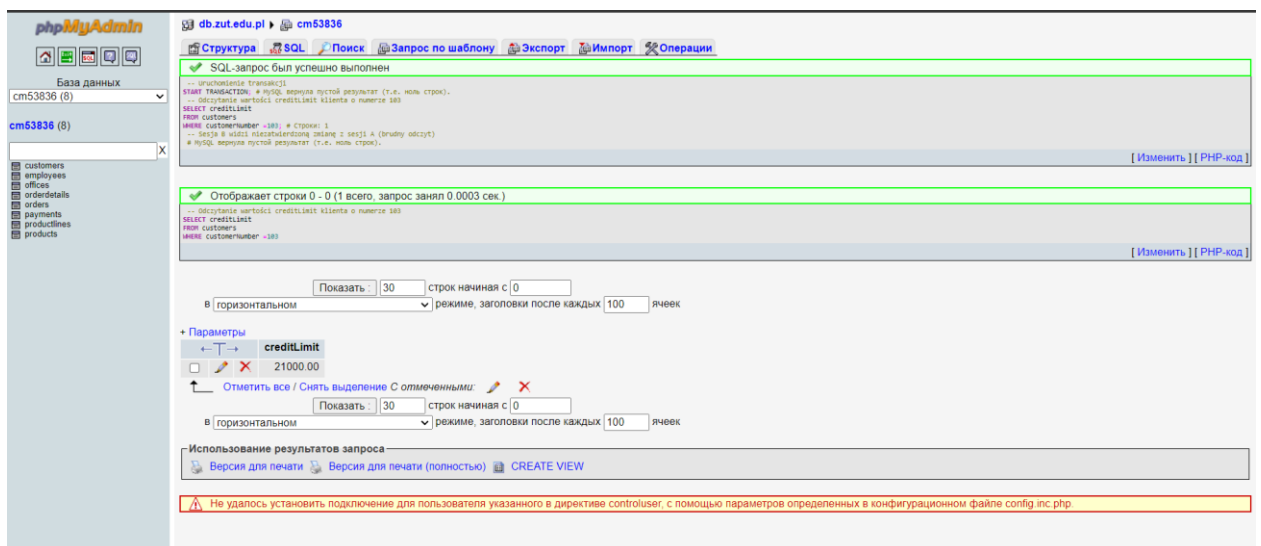 phpMyAdmin
db.zut.edu.pl ▸ cm53836
Структура SQL Поиск Запрос по шаблону Экспорт Импорт Операции
База данных
cm53836 (8)
cm53836 (8)
X
customers
employees
offices
orderdetails
orders
payments
productlines
products
SQL-запрос был успешно выполнен
-- Uruchomienie transakcji
START TRANSACTION; # MySQL вернула пустой результат (т.е. ноль строк).
-- Odczytanie wartości creditLimit klienta o numerze 103
SELECT creditLimit
FROM customers
WHERE customerNumber =103; # Строки: 1
-- Sesja B widzi niezatwierdzoną zmianę z sesji A (brudny odczyt)
# MySQL вернула пустой результат (т.е. ноль строк).
[ Изменить ] [ PHP-код ]
Отображает строки 0 - 0 (1 всего, запрос занял 0.0003 сек.)
-- Odczytanie wartości creditLimit klienta o numerze 103
SELECT creditLimit
FROM customers
WHERE customerNumber =103
[ Изменить ] [ PHP-код ]
Показать : 30 строк начиная с 0
в горизонтальном режиме, заголовки после каждых 100 ячеек
+ Параметры
←T→ creditLimit
21000.00
Отметить все / Снять выделение С отмеченными:
Показать : 30 строк начиная с 0
в горизонтальном режиме, заголовки после каждых 100 ячеек
Использование результатов запроса
Версия для печати Версия для печати (полностью) CREATE VIEW
Не удалось установить подключение для пользователя указанного в директиве controluser, с помощью параметров определенных в конфигурационном файле config.inc.php.